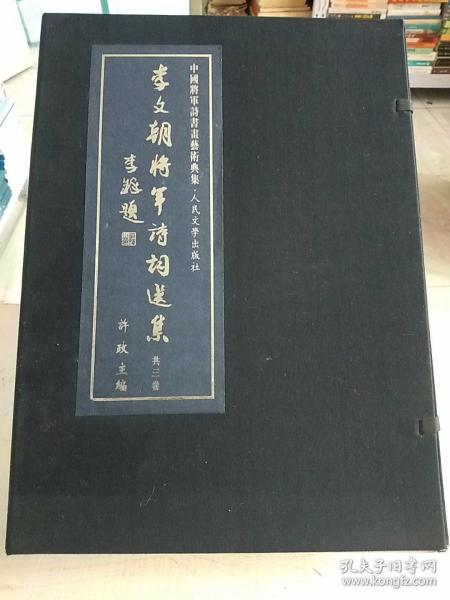 中國將軍詩書畫藝術典集·人民文學出版社
李文朝將軍詩詞選集
共三卷
李鐸題
許政主編
孔夫子旧书网
www.kongfz.com